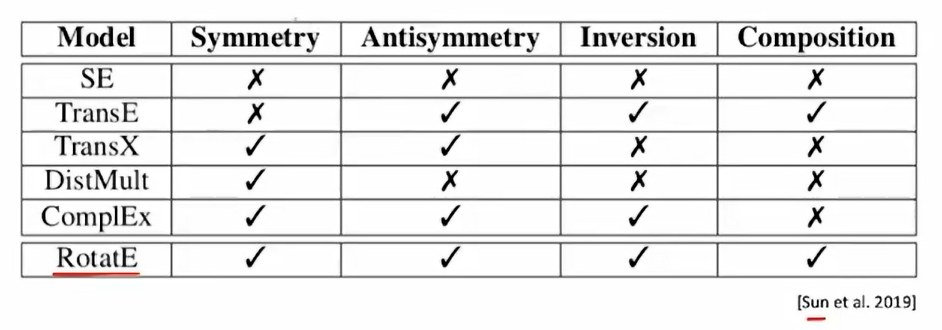 Model Symmetry Antisymmetry Inversion Composition
SE ✗ ✗ ✗ ✗
TransE ✗ ✓ ✓ ✓
TransX ✓ ✓ ✗ ✗
DistMult ✓ ✗ ✗ ✗
ComplEx ✓ ✓ ✓ ✗
RotatE ✓ ✓ ✓ ✓
[Sun et al. 2019]